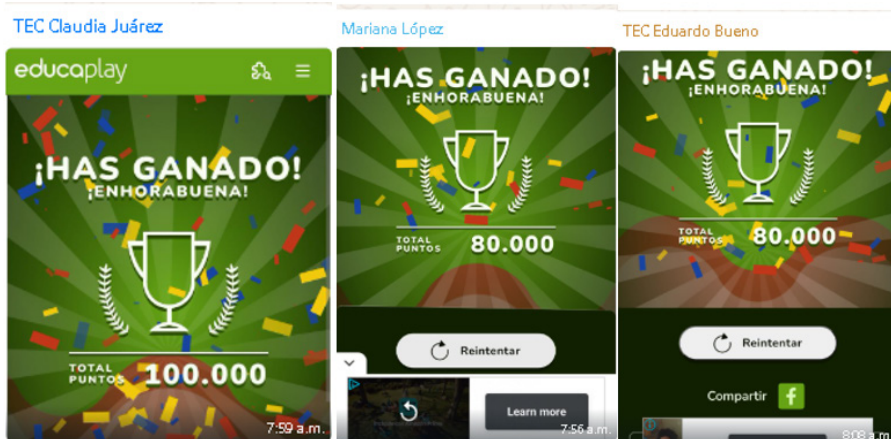 TEC Claudia Juárez
educaplay
¡HAS GANADO!
¡ENHORABUENA!
TOTAL
PUNTOS
100.000
7:59 a.m.
Mariana López
¡HAS GANADO!
¡ENHORABUENA!
TOTAL
PUNTOS
80.000
Reintentar
Learn more
7:56 a.m.
TEC Eduardo Bueno
¡HAS GANADO!
¡ENHORABUENA!
TOTAL
PUNTOS
80.000
Reintentar
Compartir
f
8:08 a.m.